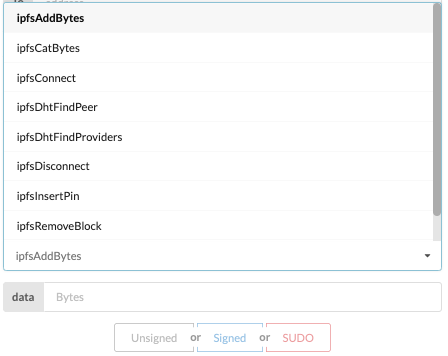 ipfsAddBytes
ipfsCatBytes
ipfsConnect
ipfsDhtFindPeer
ipfsDhtFindProviders
ipfsDisconnect
ipfsInsertPin
ipfsRemoveBlock
ipfsAddBytes
data Bytes
Unsigned or Signed or SUDO